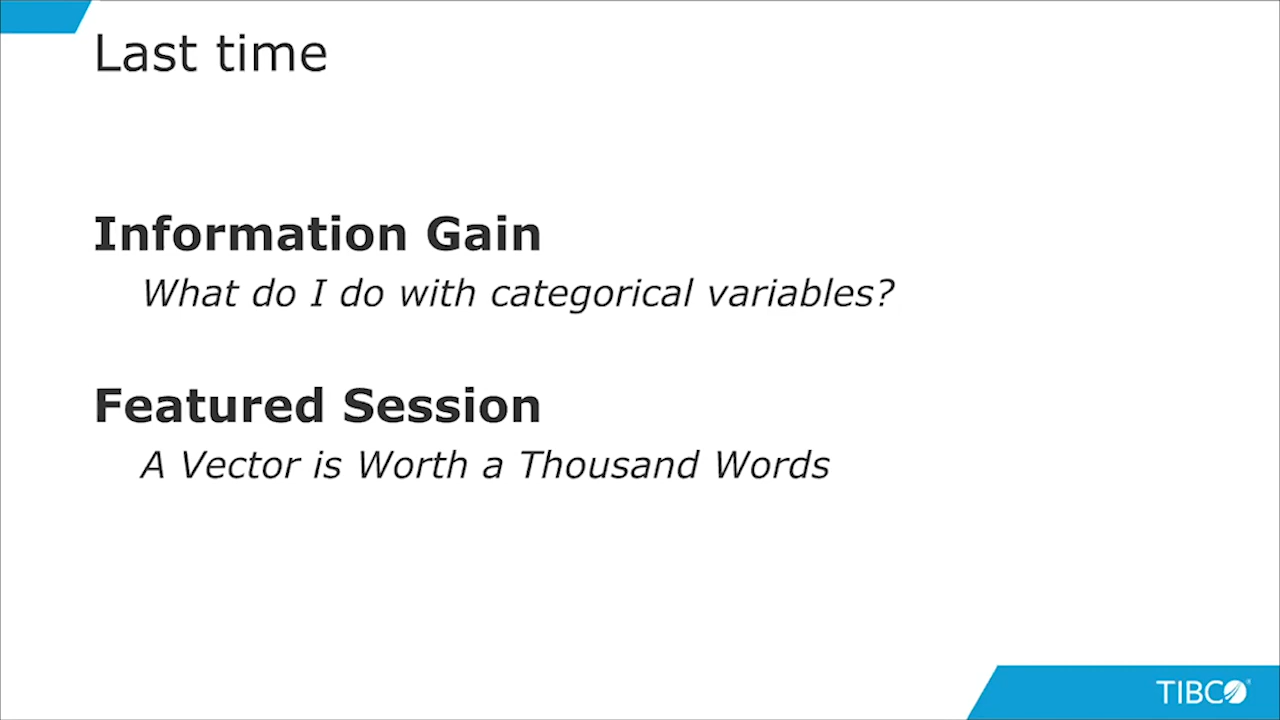 Last time
Information Gain
What do I do with categorical variables?
Featured Session
A Vector is Worth a Thousand Words
TIBCO®